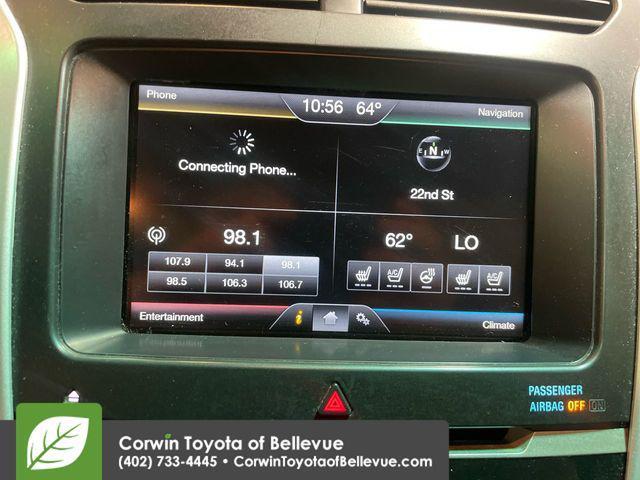 Phone
10:56 64°
Navigation
Connecting Phone...
E N W
22nd St
98.1
62° LO
107.9 94.1 98.1
98.5 106.3 106.7
A/C
A/C
Entertainment
i
Climate
PASSENGER
AIRBAG OFF ON
Corwin Toyota of Bellevue
(402) 733-4445 • CorwinToyotaofBellevue.com